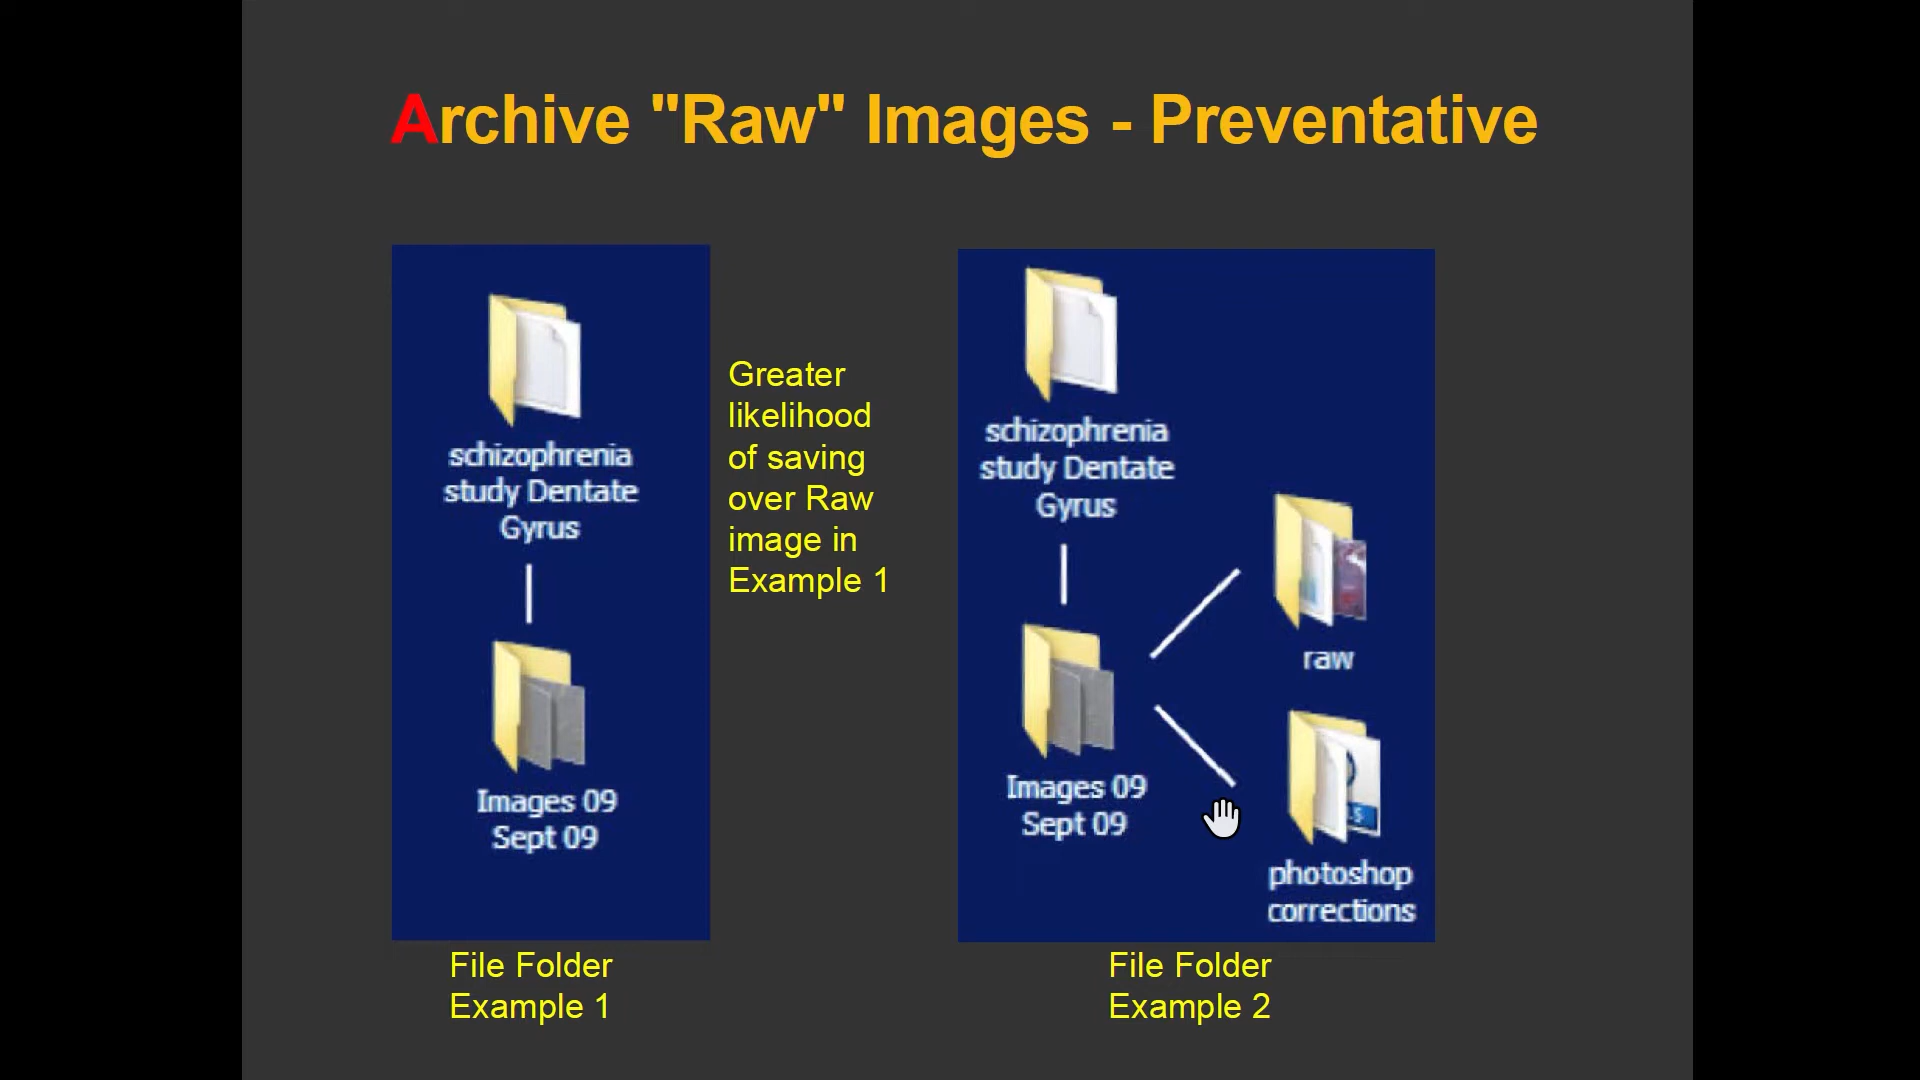 Archive "Raw" Images - Preventative
schizophrenia
study Dentate
Gyrus
Images 09
Sept 09
File Folder
Example 1
Greater
likelihood
of saving
over Raw
image in
Example 1
schizophrenia
study Dentate
Gyrus
Images 09
Sept 09
raw
photoshop
corrections
File Folder
Example 2